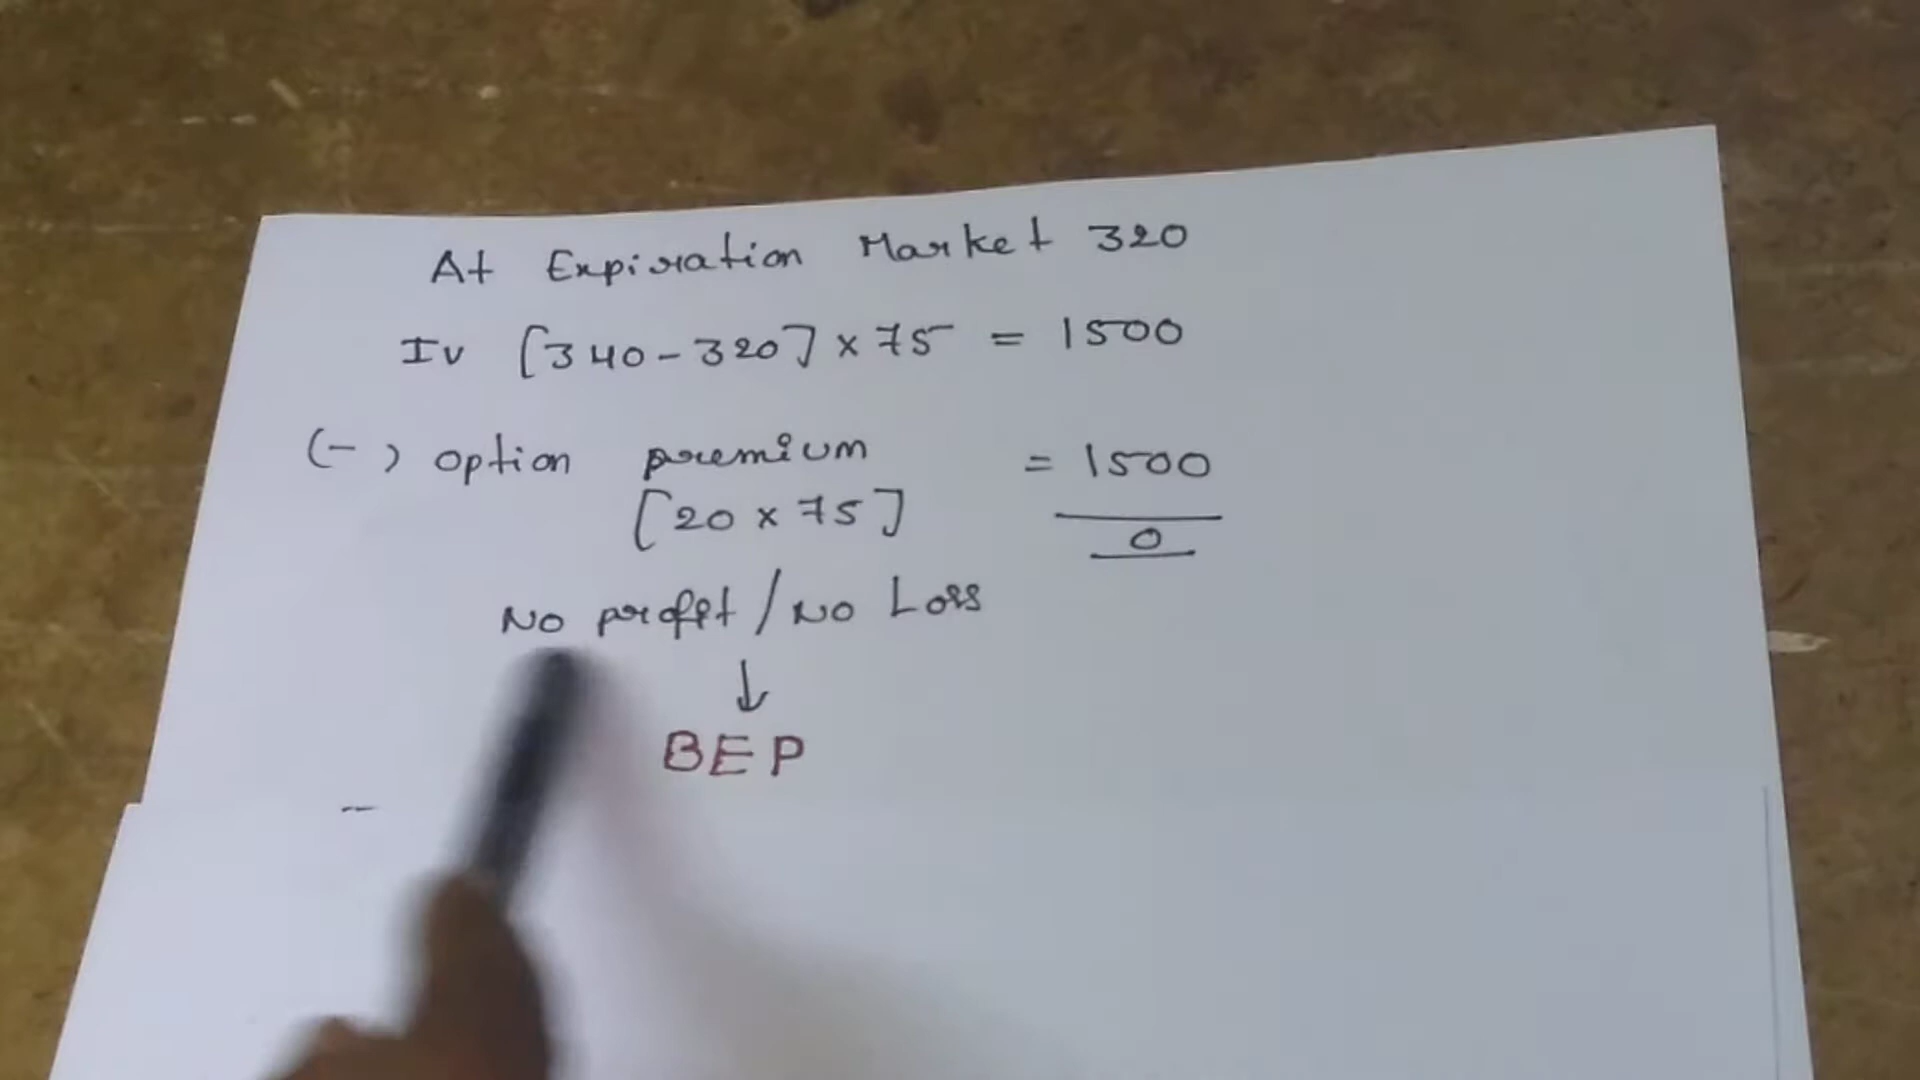 At Expiration Market 320
Iv [340-320] x 75 = 1500
(-) option premium = 1500
[20 x 75] 0
No profit / No Loss
↓
BEP